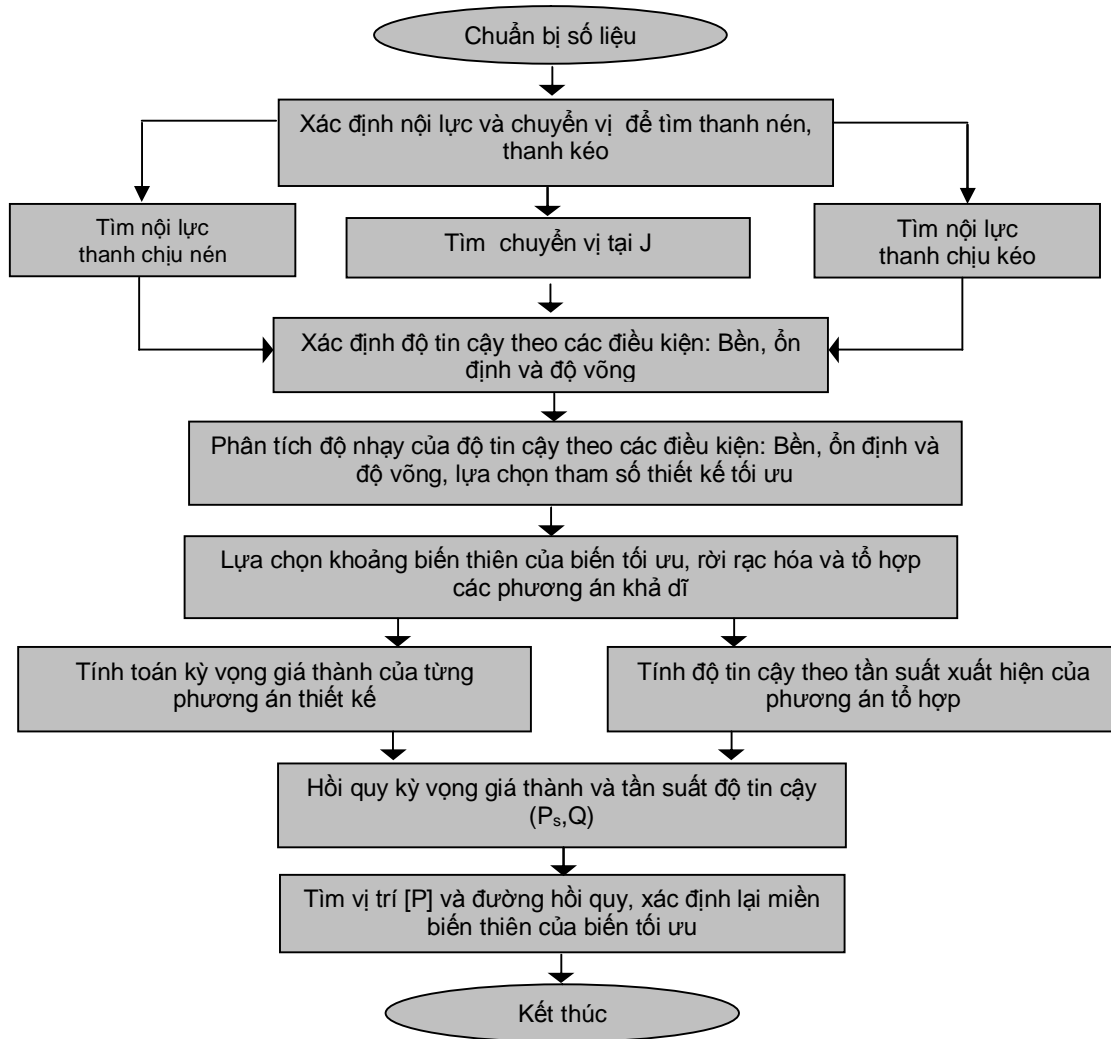 Chuẩn bị số liệu
Xác định nội lực và chuyển vị để tìm thanh nén,
thanh kéo
Tìm nội lực
thanh chịu nén
Tìm chuyển vị tại J
Tìm nội lực
thanh chịu kéo
Xác định độ tin cậy theo các điều kiện: Bền, ổn
định và độ võng
Phân tích độ nhạy của độ tin cậy theo các điều kiện: Bền, ổn định và
độ võng, lựa chọn tham số thiết kế tối ưu
Lựa chọn khoảng biến thiên của biến tối ưu, rời rạc hóa và tổ hợp
các phương án khả dĩ
Tính toán kỳ vọng giá thành của từng
phương án thiết kế
Tính độ tin cậy theo tần suất xuất hiện của
phương án tổ hợp
Hồi quy kỳ vọng giá thành và tần suất độ tin cậy
(Pₛ,Q)
Tìm vị trí [P] và đường hồi quy, xác định lại miền
biến thiên của biến tối ưu
Kết thúc